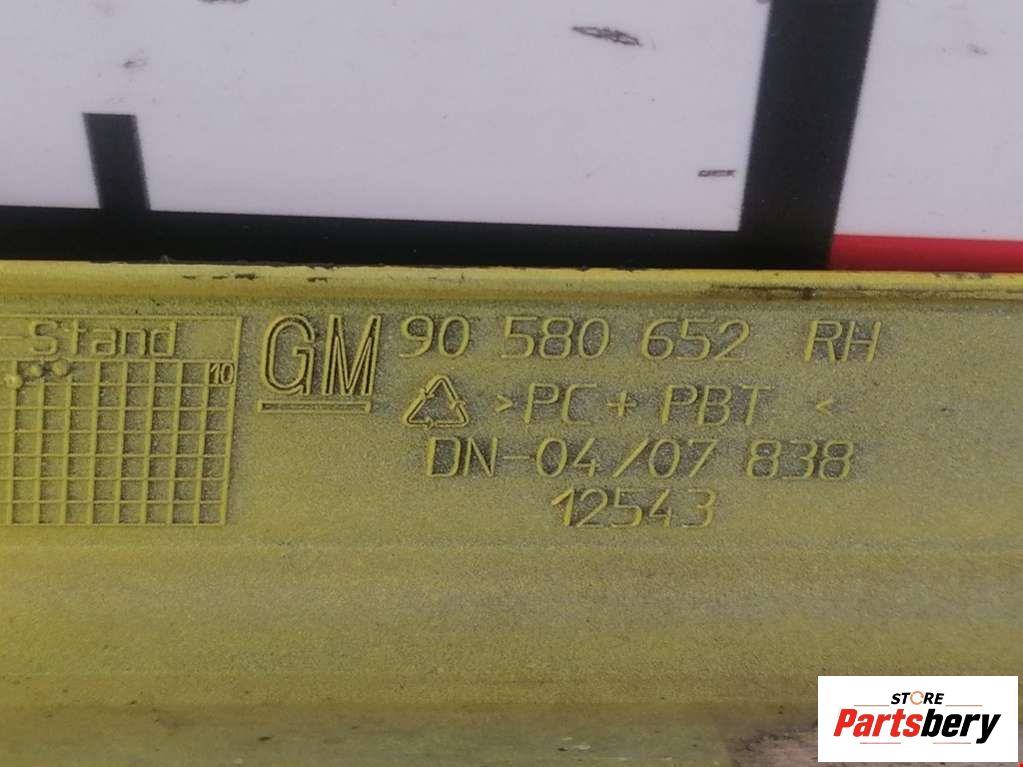 -Stand
10
GM 90 580 652 RH
>PC + PBT <
DN-04/07 838
12543
STORE
Partsbery